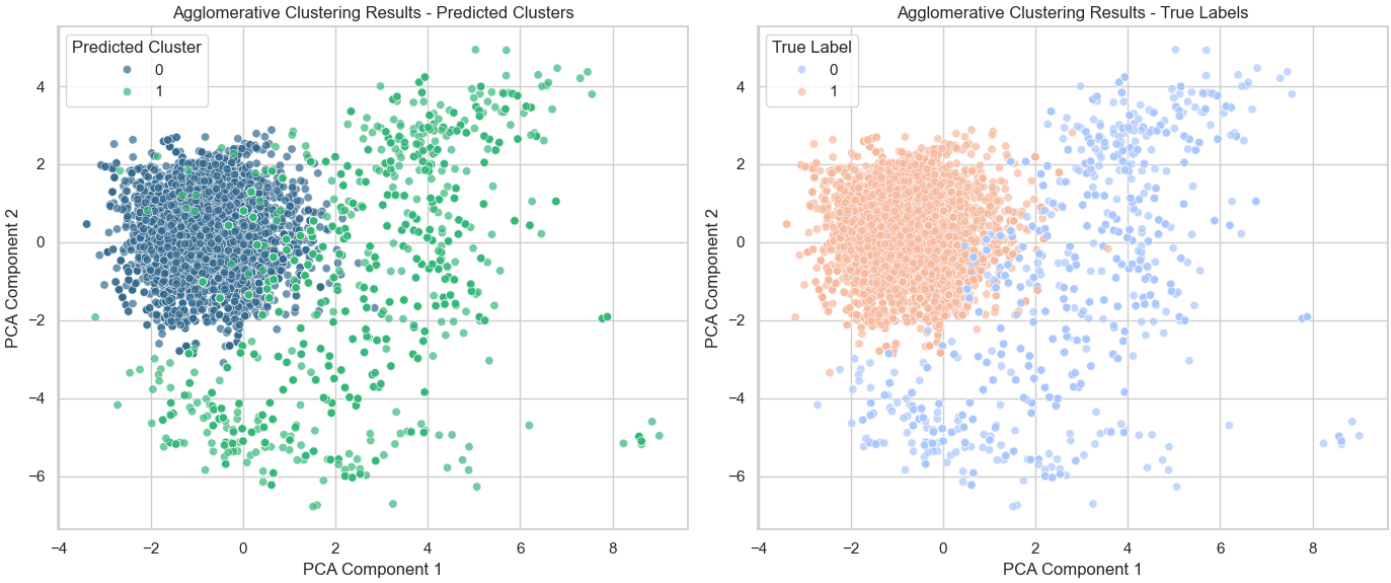 Agglomerative Clustering Results - Predicted Clusters
Predicted Cluster
0
1
4
2
0
−2
−4
−6
PCA Component 2
−4 −2 0 2 4 6 8
PCA Component 1
Agglomerative Clustering Results - True Labels
True Label
0
1
4
2
0
−2
−4
−6
PCA Component 2
−4 −2 0 2 4 6 8
PCA Component 1